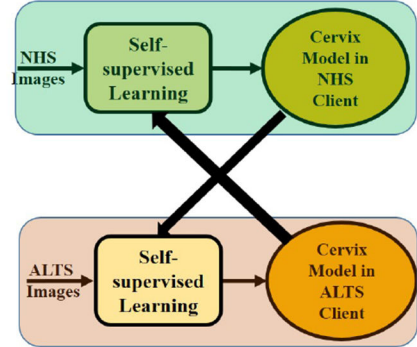 NHS
Images
Self-
supervised
Learning
Cervix
Model in
NHS
Client
ALTS
Images
Self-
supervised
Learning
Cervix
Model in
ALTS
Client